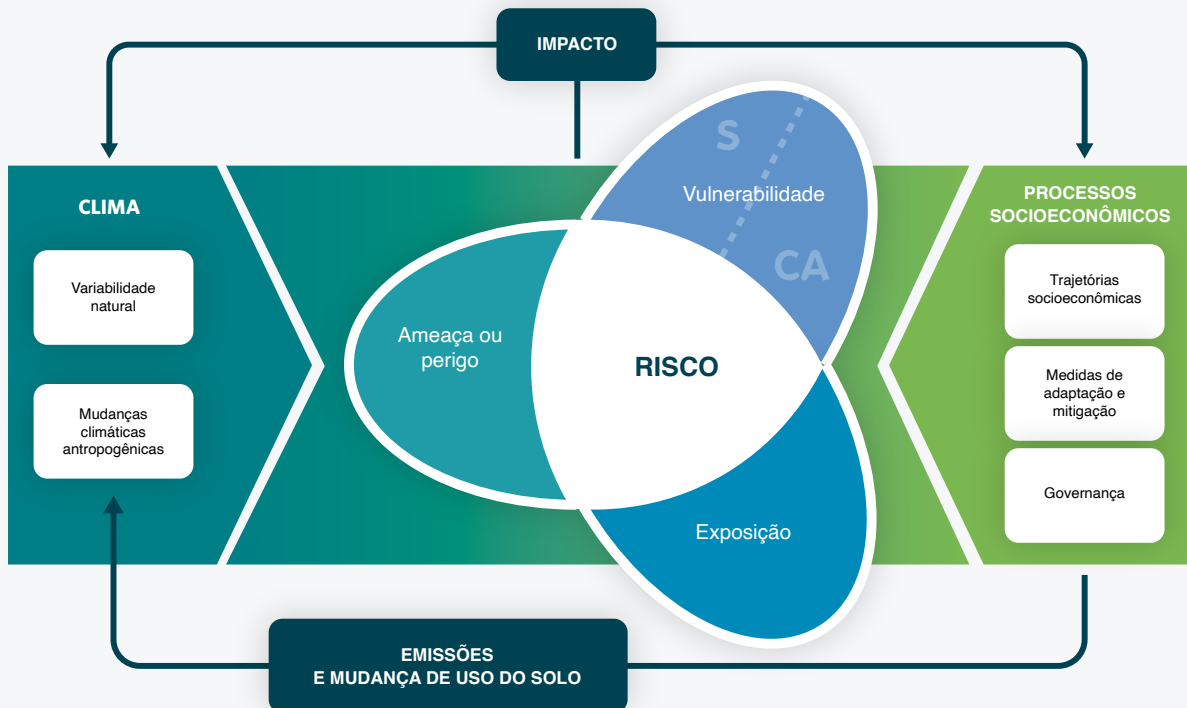 IMPACTO
CLIMA
Variabilidade
natural
Mudanças
climáticas
antropogênicas
Ameaça ou
perigo
S
Vulnerabilidade
CA
RISCO
Exposição
PROCESSOS
SOCIOECONÔMICOS
Trajetórias
socioeconômicas
Medidas de
adaptação e
mitigação
Governança
EMISSÕES
E MUDANÇA DE USO DO SOLO